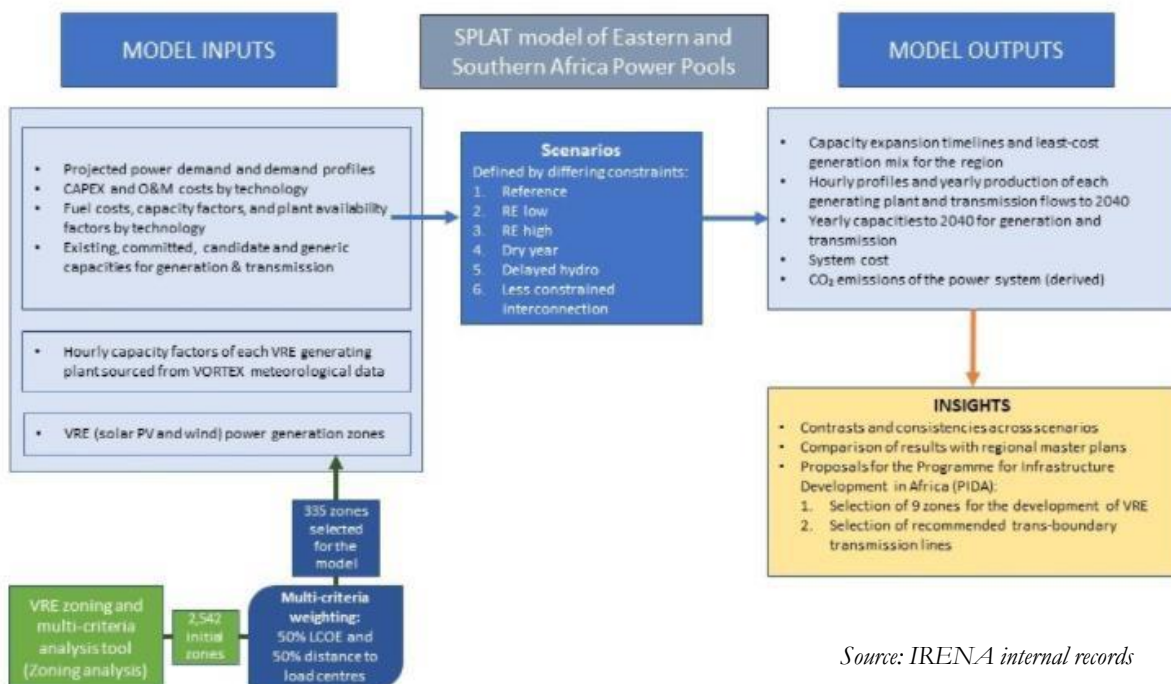 MODEL INPUTS
SPLAT model of Eastern and
Southern Africa Power Pools
MODEL OUTPUTS
• Projected power demand and demand profiles
• CAPEX and O&M costs by technology
• Fuel costs, capacity factors, and plant availability
factors by technology
• Existing, committed, candidate and generic
capacities for generation & transmission
• Hourly capacity factors of each VRE generating
plant sourced from VORTEX meteorological data
• VRE (solar PV and wind) power generation zones
Scenarios
Defined by differing constraints:
1. Reference
2. RE low
3. RE high
4. Dry year
5. Delayed hydro
6. Less constrained
interconnection
• Capacity expansion timelines and least-cost
generation mix for the region
• Hourly profiles and yearly production of each
generating plant and transmission flows to 2040
• Yearly capacities to 2040 for generation and
transmission
• System cost
• CO₂ emissions of the power system (derived)
INSIGHTS
• Contrasts and consistencies across scenarios
• Comparison of results with regional master plans
• Proposals for the Programme for Infrastructure
Development in Africa (PIDA):
1. Selection of 9 zones for the development of VRE
2. Selection of recommended trans-boundary
transmission lines
335 zones
selected
for the
model
VRE zoning and
multi-criteria
analysis tool
(Zoning analysis)
2,542
initial
zones
Multi-criteria
weighting:
50% LCOE and
50% distance to
load centres
Source: IRENA internal records